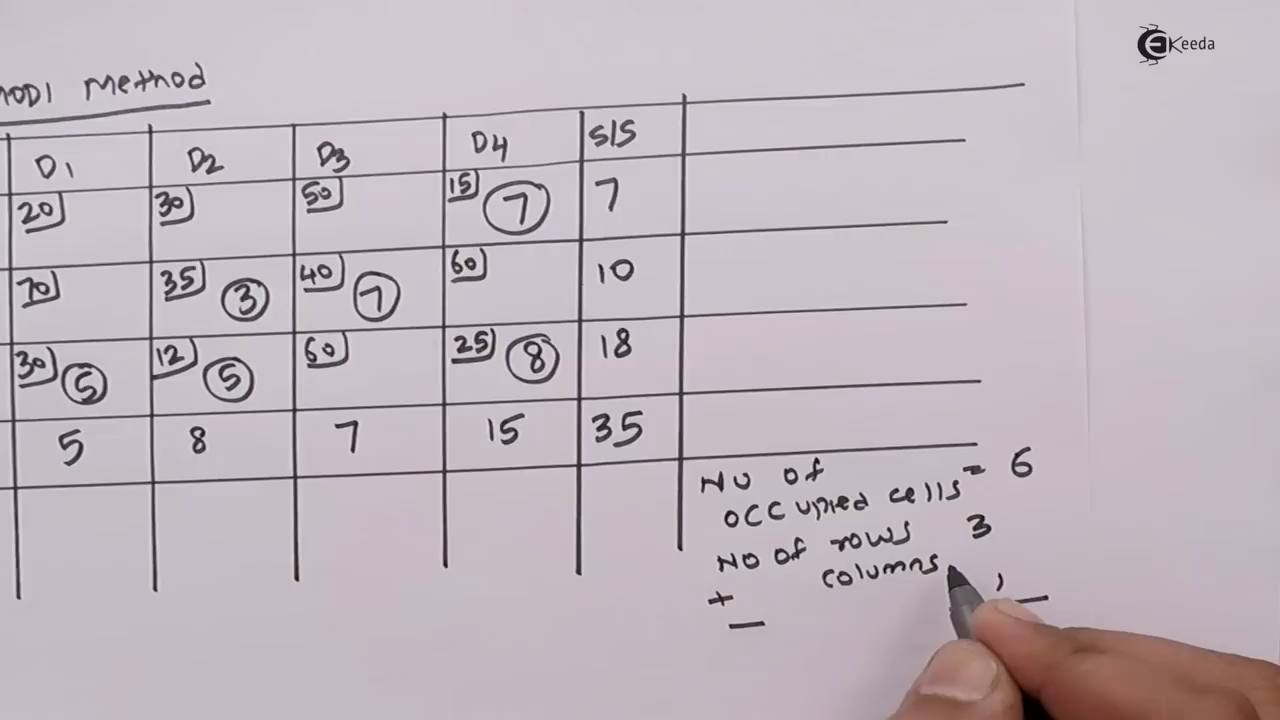 MODI Method
D1 D2 D3 D4 S/S
20 30 50 15 7 7
70 35 3 40 7 60 10
30 5 12 5 60 25 8 18
5 8 7 15 35
No of
occupied cells = 6
No of rows 3
+ columns
EKeeda